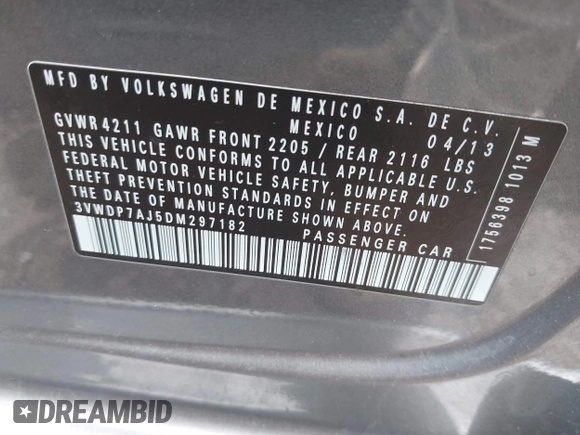 MFD BY VOLKSWAGEN DE MEXICO S.A. DE C.V.
MEXICO 04/13
GVWR 4211 GAWR FRONT 2205 / REAR 2116 LBS
THIS VEHICLE CONFORMS TO ALL APPLICABLE U.S.
FEDERAL MOTOR VEHICLE SAFETY, BUMPER AND
THEFT PREVENTION STANDARDS IN EFFECT ON
THE DATE OF MANUFACTURE SHOWN ABOVE.
3VWDP7AJ5DM297182 PASSENGER CAR
1756398 1013 M
DREAMBID